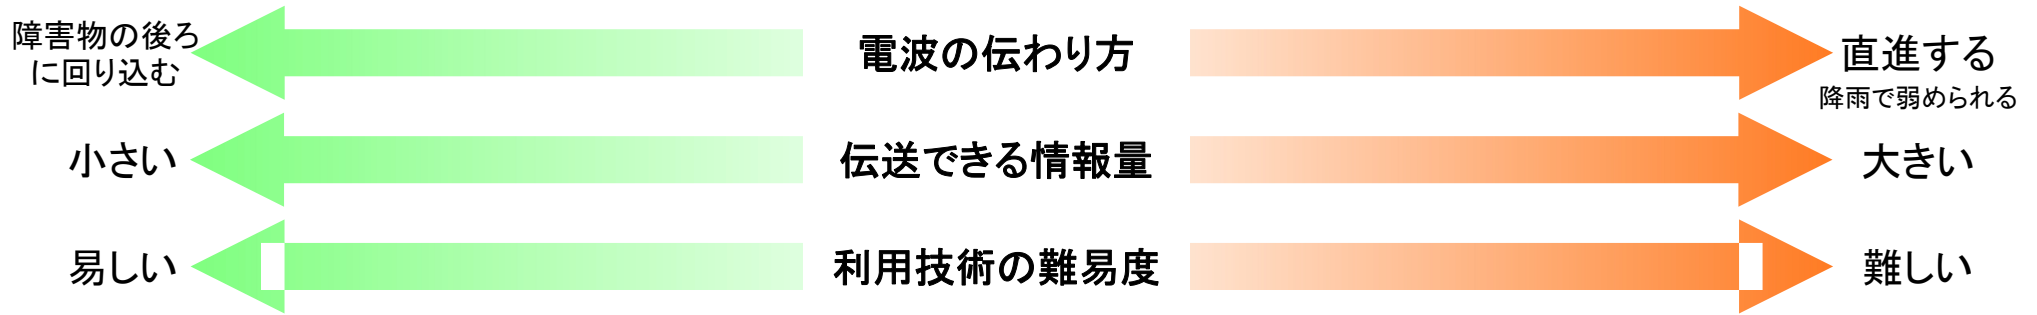 障害物の後ろ
に回り込む
電波の伝わり方
直進する
降雨で弱められる
小さい
伝送できる情報量
大きい
易しい
利用技術の難易度
難しい